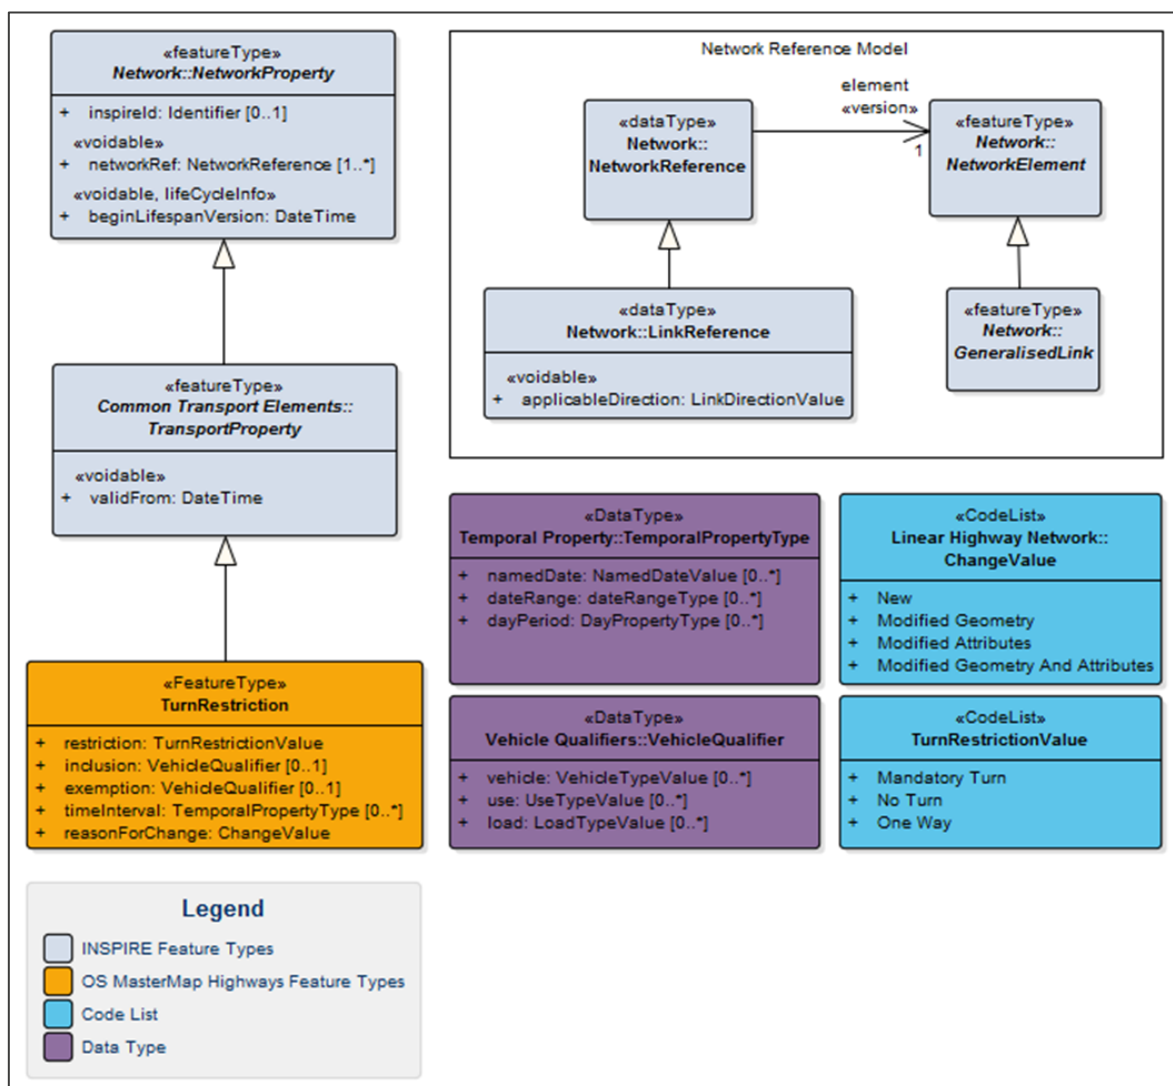 «featureType»
Network::NetworkProperty
+ inspireId: Identifier [0..1]
«voidable»
+ networkRef: NetworkReference [1..*]
«voidable, lifeCycleInfo»
+ beginLifespanVersion: DateTime
«featureType»
Common Transport Elements::
TransportProperty
«voidable»
+ validFrom: DateTime
«FeatureType»
TurnRestriction
+ restriction: TurnRestrictionValue
+ inclusion: VehicleQualifier [0..1]
+ exemption: VehicleQualifier [0..1]
+ timeInterval: TemporalPropertyType [0..*]
+ reasonForChange: ChangeValue
Network Reference Model
«dataType»
Network::
NetworkReference
element
«version»
1
«featureType»
Network::
NetworkElement
«dataType»
Network::LinkReference
«voidable»
+ applicableDirection: LinkDirectionValue
«featureType»
Network::
GeneralisedLink
«DataType»
Temporal Property::TemporalPropertyType
+ namedDate: NamedDateValue [0..*]
+ dateRange: dateRangeType [0..*]
+ dayPeriod: DayPropertyType [0..*]
«CodeList»
Linear Highway Network::
ChangeValue
+ New
+ Modified Geometry
+ Modified Attributes
+ Modified Geometry And Attributes
«DataType»
Vehicle Qualifiers::VehicleQualifier
+ vehicle: VehicleTypeValue [0..*]
+ use: UseTypeValue [0..*]
+ load: LoadTypeValue [0..*]
«CodeList»
TurnRestrictionValue
+ Mandatory Turn
+ No Turn
+ One Way
Legend
INSPIRE Feature Types
OS MasterMap Highways Feature Types
Code List
Data Type